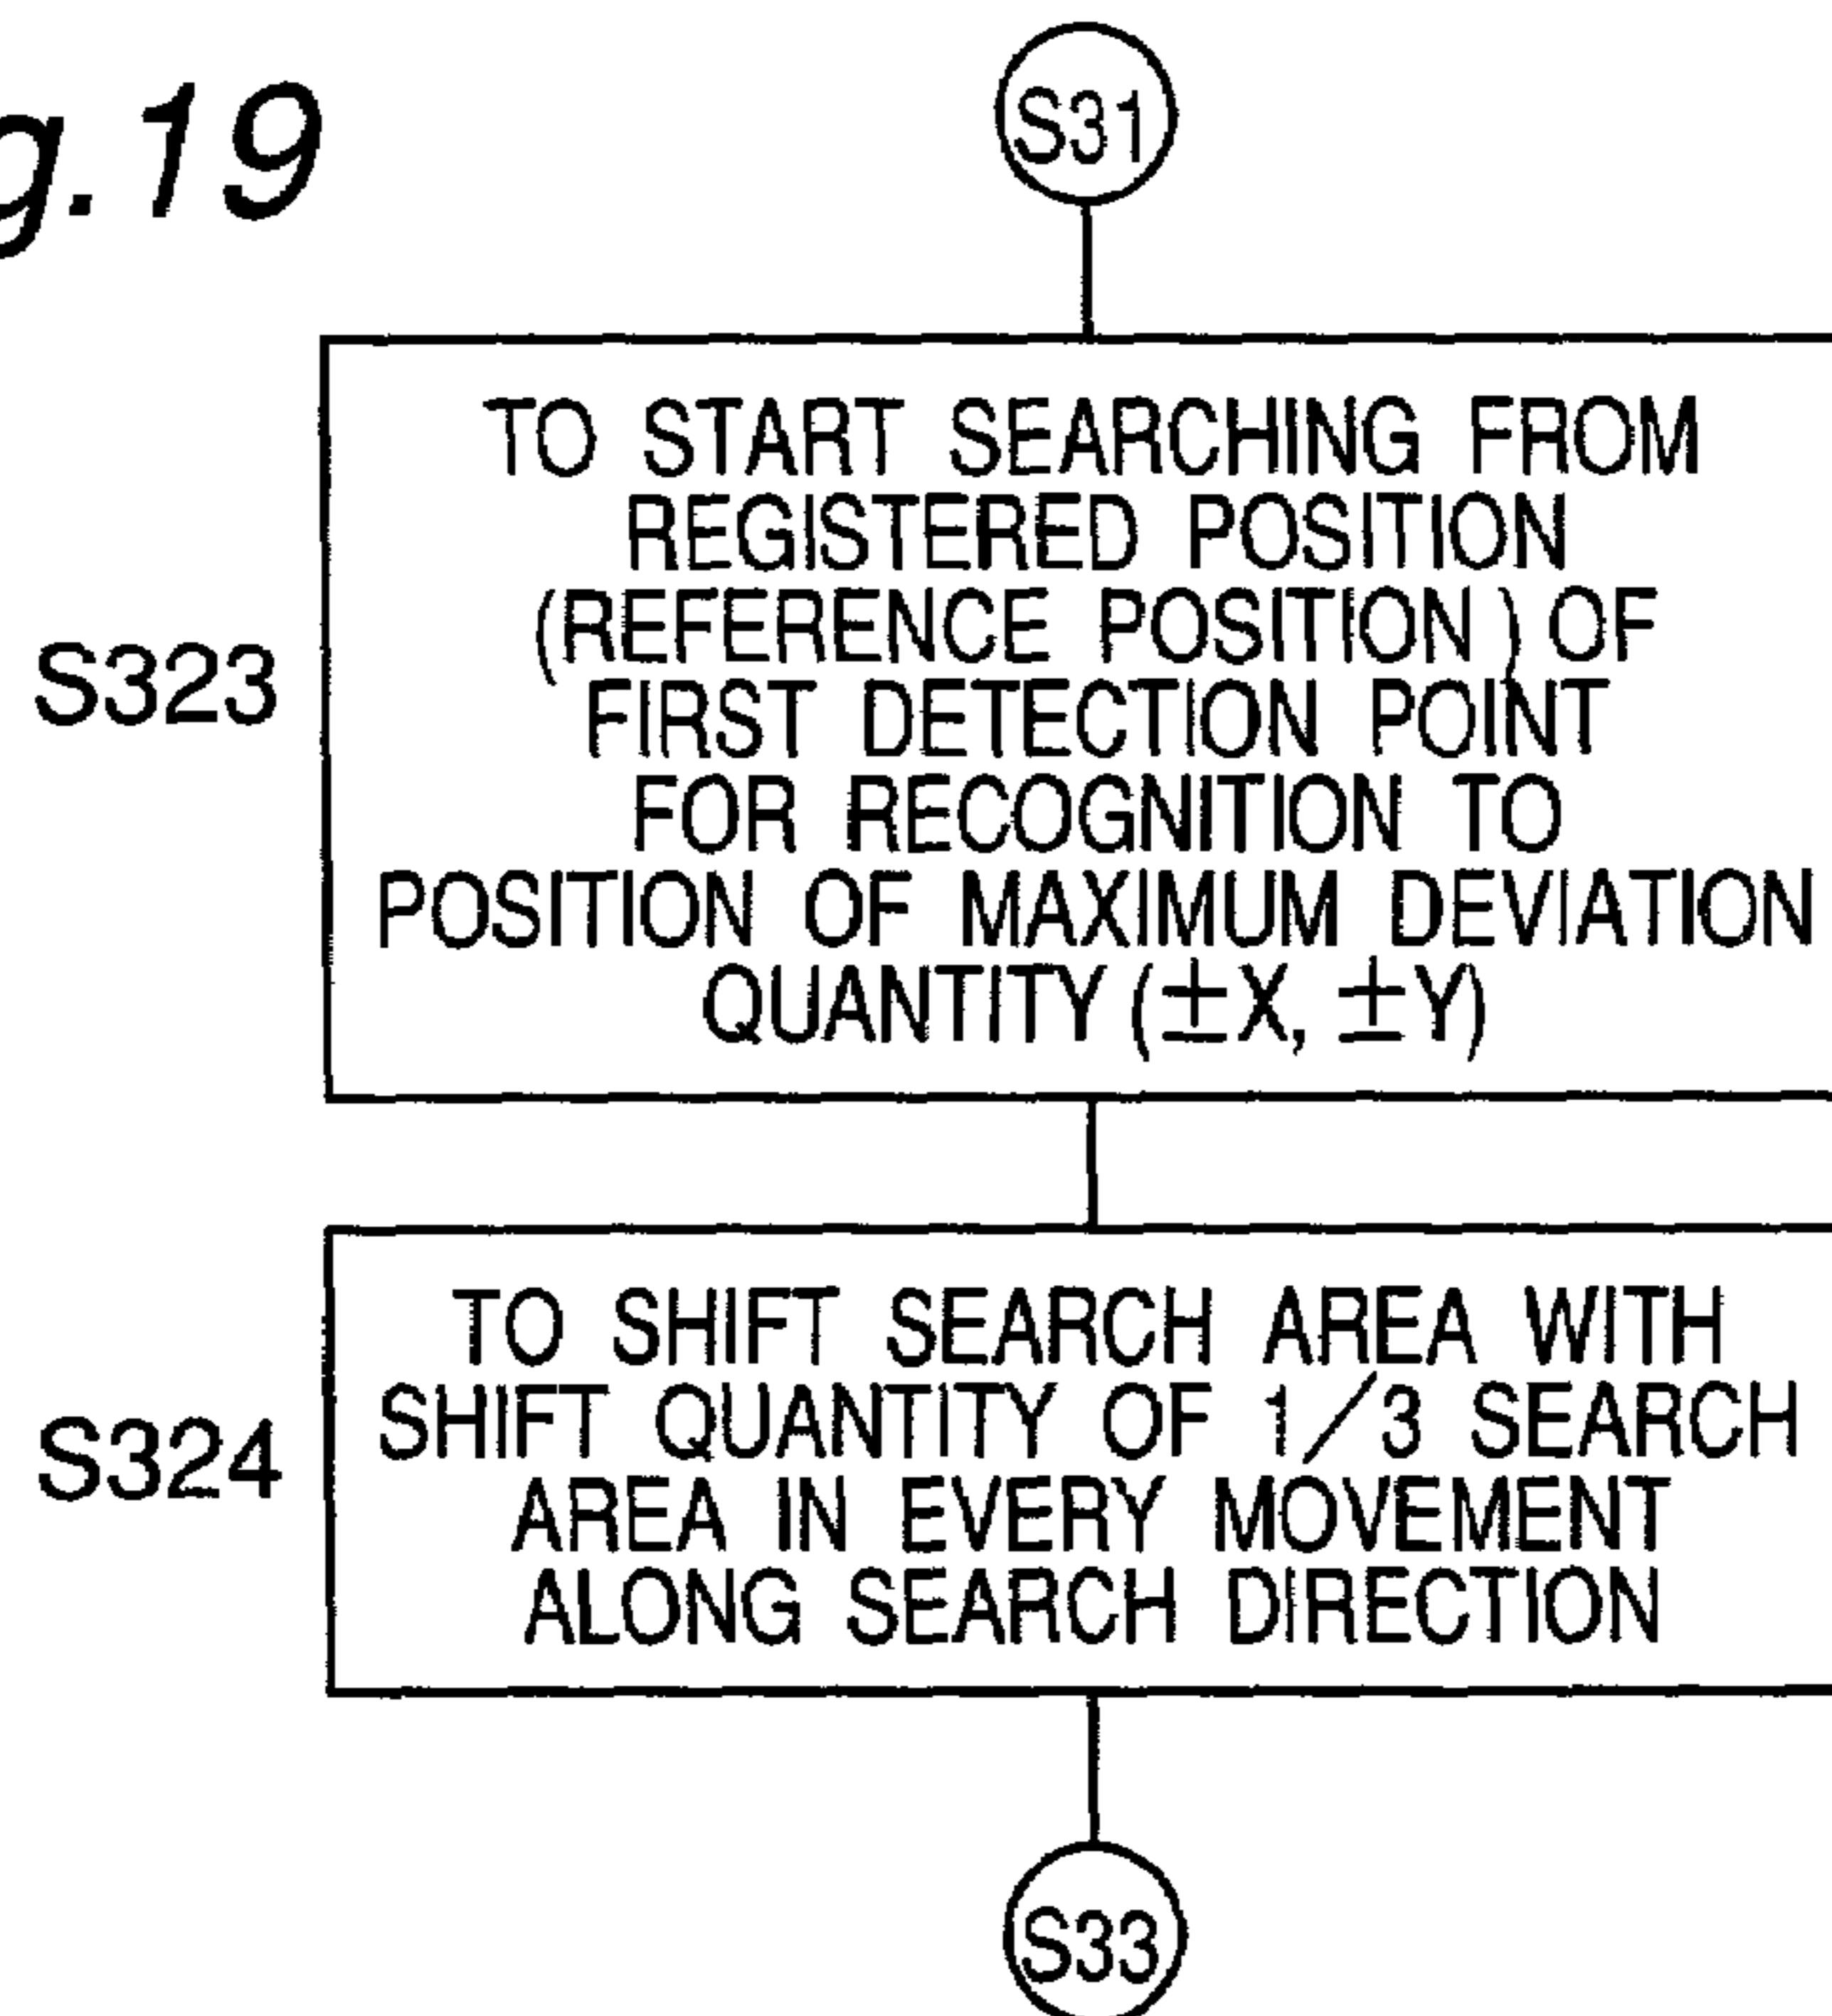 g.19
S31
TO START SEARCHING FROM
REGISTERED POSITION
(REFERENCE POSITION) OF
FIRST DETECTION POINT
FOR RECOGNITION TO
POSITION OF MAXIMUM DEVIATION
QUANTITY (±X, ±Y)
S323
TO SHIFT SEARCH AREA WITH
SHIFT QUANTITY OF 1/3 SEARCH
AREA IN EVERY MOVEMENT
ALONG SEARCH DIRECTION
S324
S33